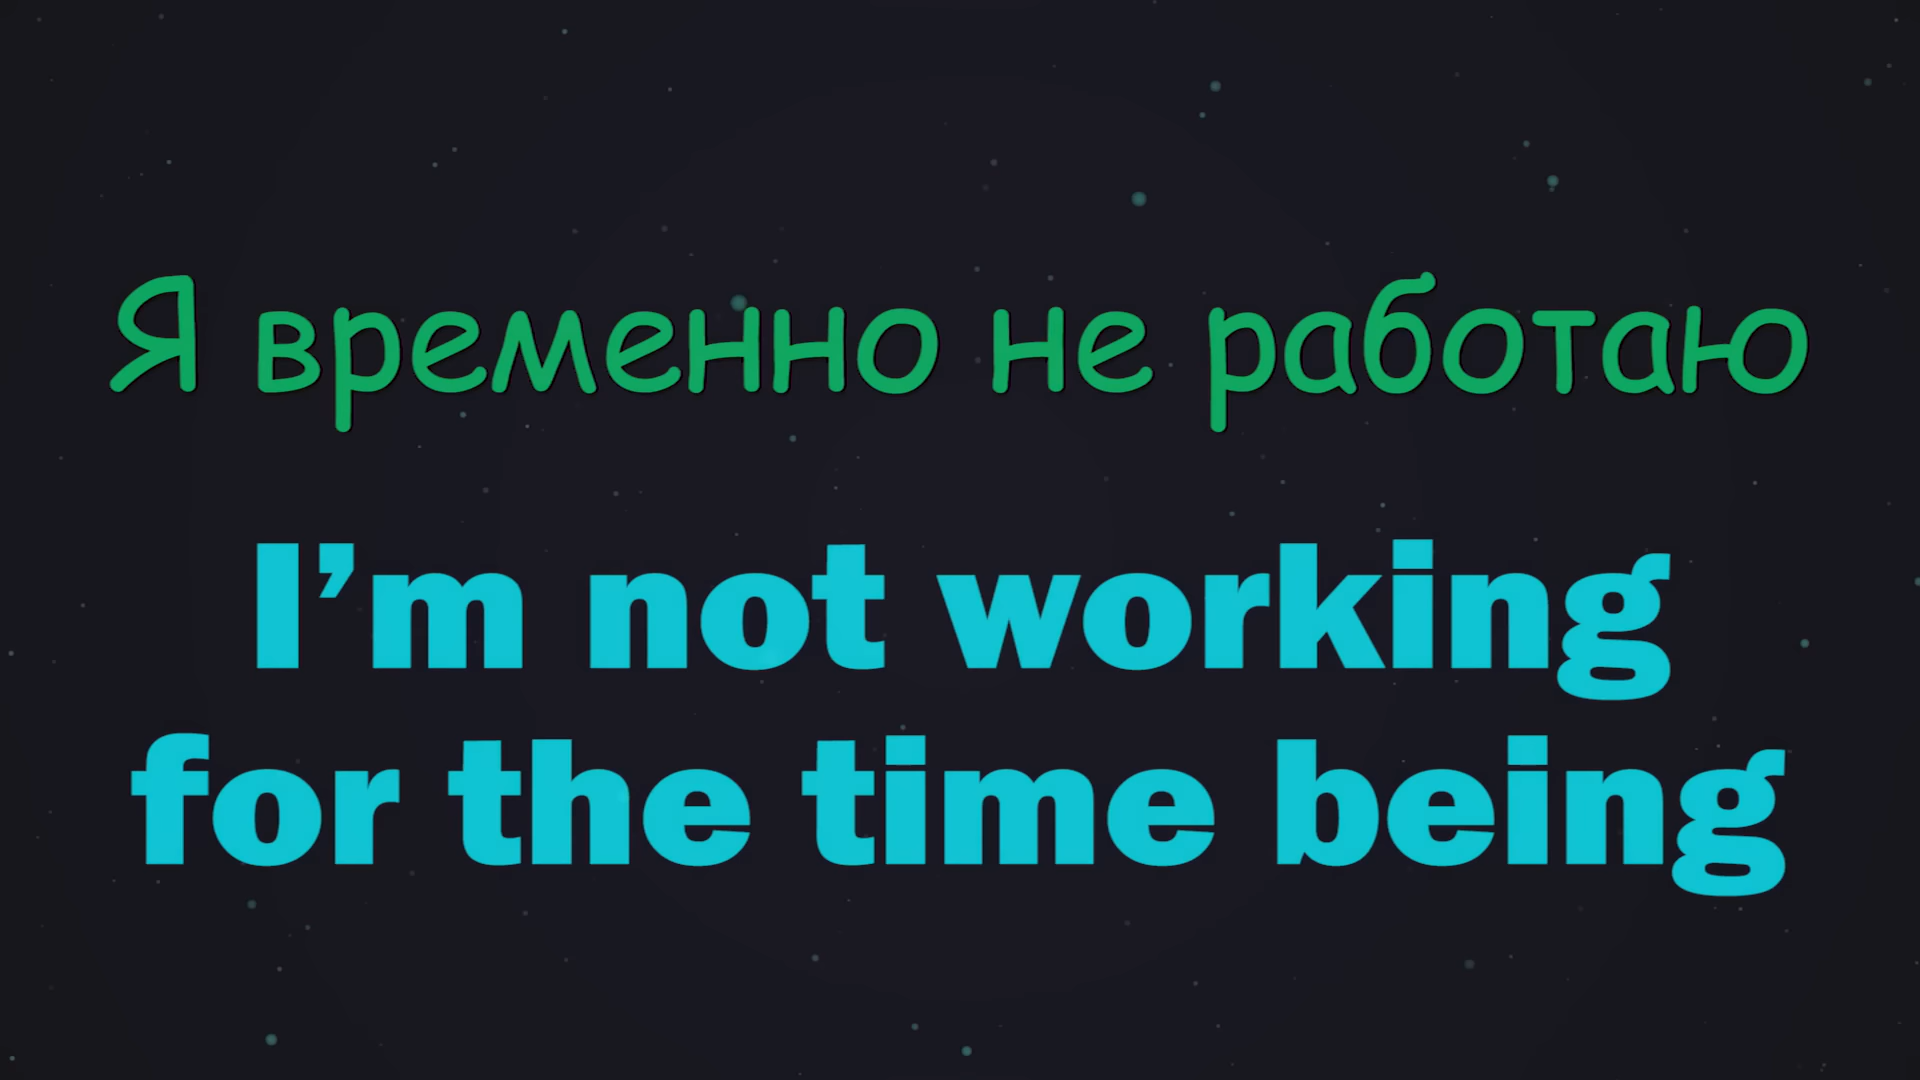 Я временно не работаю
I’m not working
for the time being